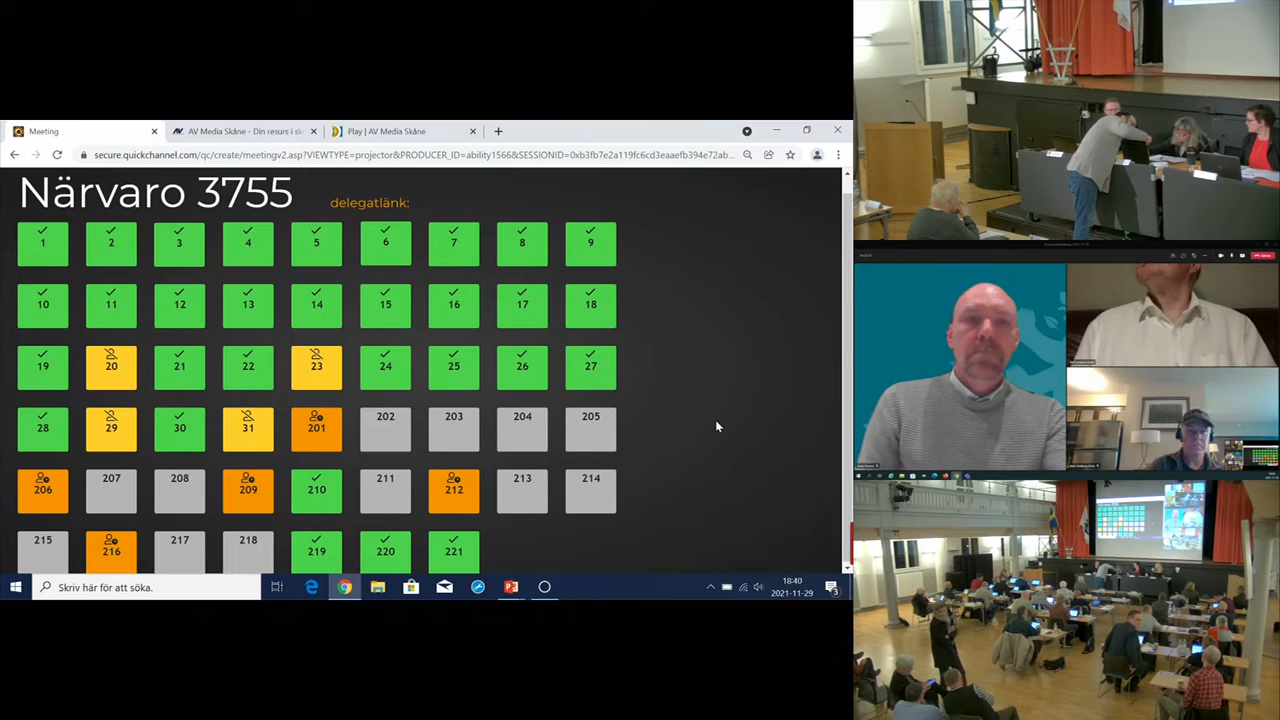 Meeting
AV Media Skåne - Din resurs i sk
Play | AV Media Skåne
secure.quickchannel.com/qc/create/meetingv2.asp?VIEWTYPE=projector&PRODUCER_ID=ability1566&SESSIONID=0xb3fb7e2a119fc6cd3eaaefb394e72ab...
Närvaro 3755
delegatlänk:
1 2 3 4 5 6 7 8 9
10 11 12 13 14 15 16 17 18
19 20 21 22 23 24 25 26 27
28 29 30 31 201 202 203 204 205
206 207 208 209 210 211 212 213 214
215 216 217 218 219 220 221
Skriv här för att söka.
18:40
2021-11-29
3